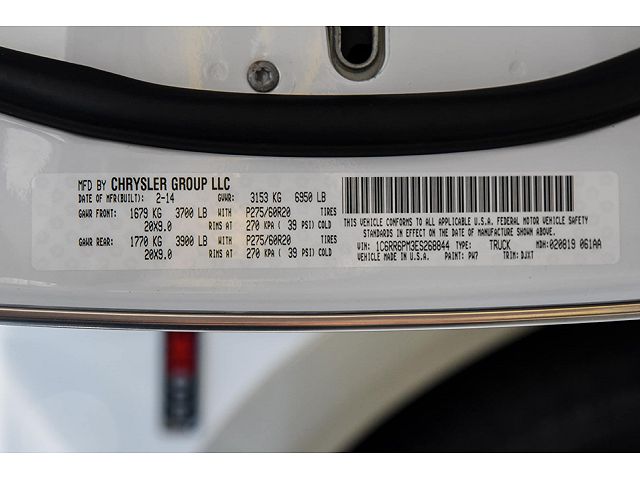 MFD BY CHRYSLER GROUP LLC
DATE OF MFR(BUILT): 2-14 GVWR: 3153 KG 6950 LB
GAWR FRONT: 1679 KG 3700 LB WITH P275/60R20 TIRES
20X9.0 RIMS AT 270 KPA ( 39 PSI) COLD
GAWR REAR: 1770 KG 3900 LB WITH P275/60R20 TIRES
20X9.0 RIMS AT 270 KPA ( 39 PSI) COLD
THIS VEHICLE CONFORMS TO ALL APPLICABLE U.S.A. FEDERAL MOTOR VEHICLE SAFETY
STANDARDS IN EFFECT ON THE DATE OF MANUFACTURE SHOWN ABOVE.
VIN: 1C6RR6PM3ES268844 TYPE: TRUCK MDH: 020819 061AA
VEHICLE MADE IN U.S.A. PAINT: PW7 TRIM: DJXT